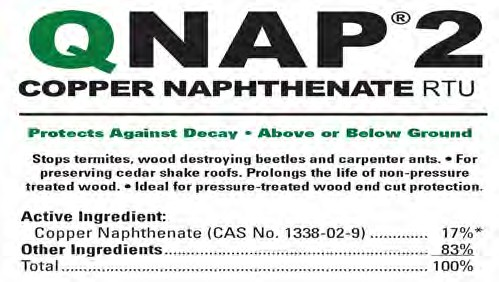 QNAP®2
COPPER NAPHTHENATE RTU
Protects Against Decay • Above or Below Ground
Stops termites, wood destroying beetles and carpenter ants. • For
preserving cedar shake roofs. Prolongs the life of non-pressure
treated wood. • Ideal for pressure-treated wood end cut protection.
Active Ingredient:
Copper Naphthenate (CAS No. 1338-02-9) ............. 17%*
Other Ingredients...................................................... 83%
Total......................................................................... 100%